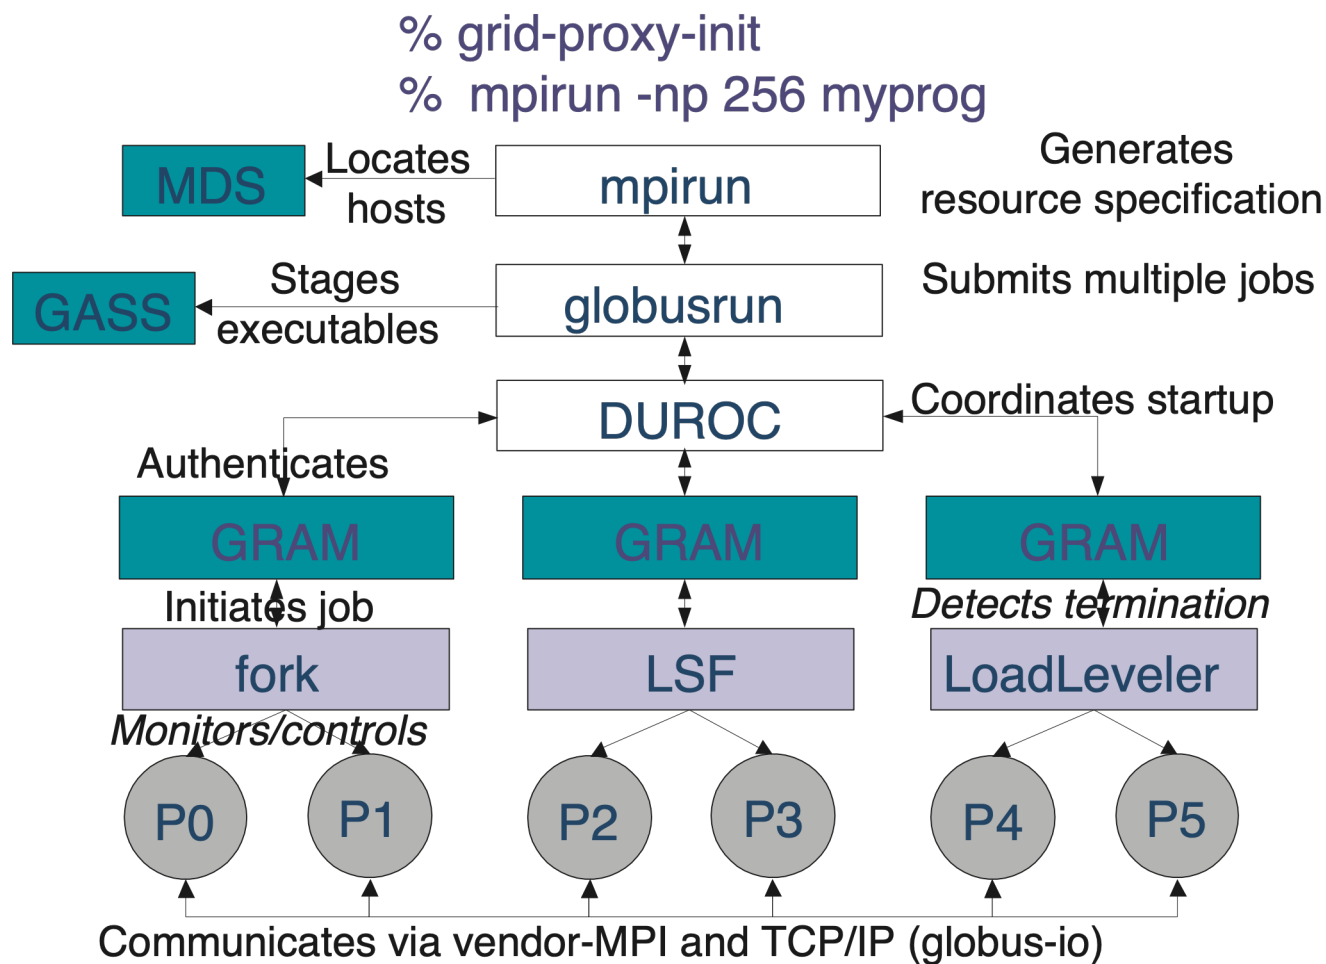 % grid-proxy-init
% mpirun -np 256 myprog
MDS
Locates
hosts
mpirun
Generates
resource specification
GASS
Stages
executables
globusrun
Submits multiple jobs
DUROC
Coordinates startup
Authenticates
GRAM
GRAM
GRAM
Initiates job
Detects termination
fork
LSF
LoadLeveler
Monitors/controls
P0
P1
P2
P3
P4
P5
Communicates via vendor-MPI and TCP/IP (globus-io)